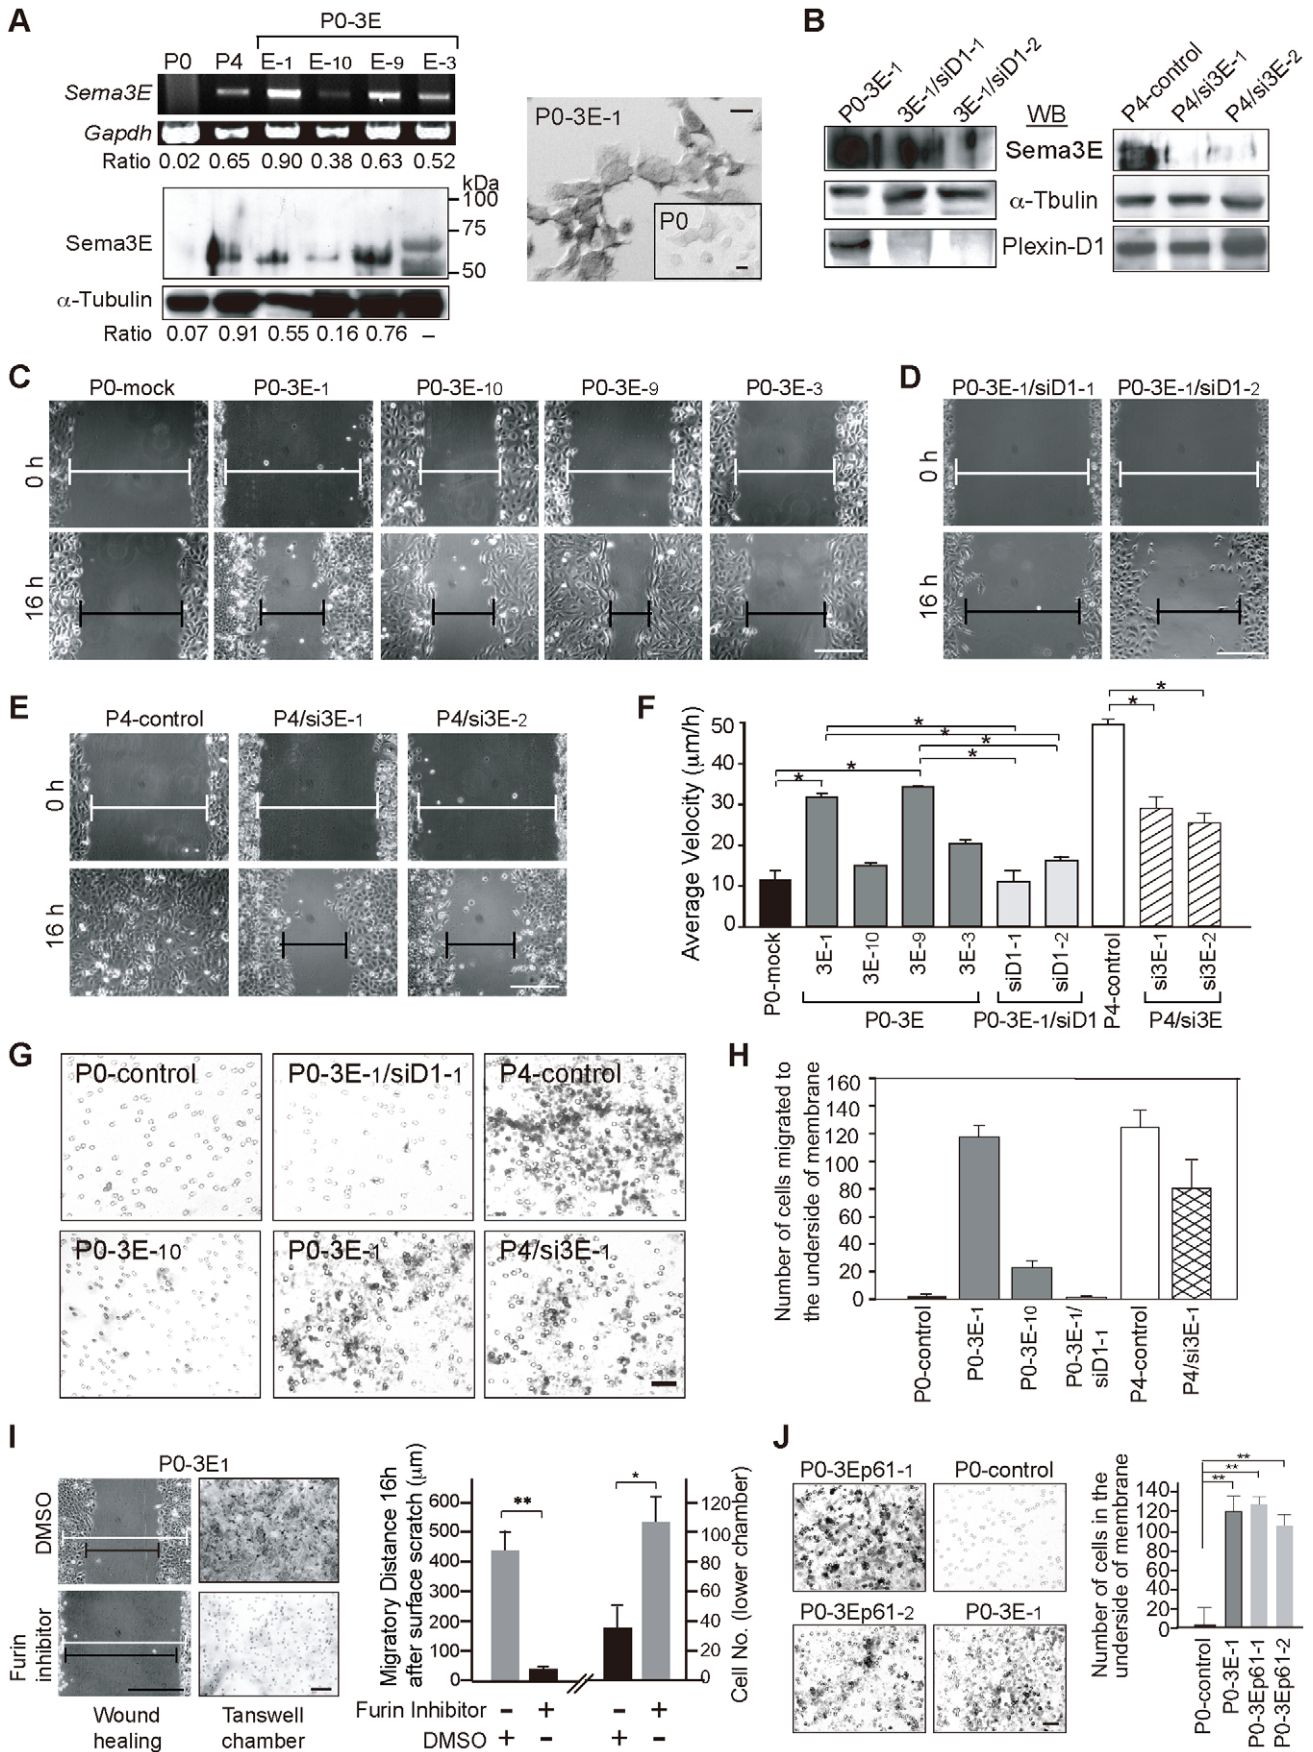 A
P0-3E
P0 P4 E-1 E-10 E-9 E-3
Sema3E
Gapdh
Ratio 0.02 0.65 0.90 0.38 0.63 0.52
kDa
100
75
Sema3E
50
α-Tubulin
Ratio 0.07 0.91 0.55 0.16 0.76 –
P0-3E-1
P0
B
P0-3E-1 3E-1/siD1-1 3E-1/siD1-2
WB
P4-control P4/si3E-1 P4/si3E-2
Sema3E
α-Tbulin
Plexin-D1
C
P0-mock P0-3E-1 P0-3E-10 P0-3E-9 P0-3E-3
0 h
16 h
D
P0-3E-1/siD1-1 P0-3E-1/siD1-2
0 h
16 h
E
P4-control P4/si3E-1 P4/si3E-2
0 h
16 h
F
Average Velocity (μm/h)
50
40
30
20
10
0
* * * * * * * *
P0-mock 3E-1 3E-10 3E-9 3E-3 siD1-1 siD1-2 P4-control si3E-1 si3E-2
P0-3E P0-3E-1/siD1 P4/si3E
G
P0-control P0-3E-1/siD1-1 P4-control
P0-3E-10 P0-3E-1 P4/si3E-1
H
Number of cells migrated to
the underside of membrane
160
140
120
100
80
60
40
20
0
P0-control P0-3E-1 P0-3E-10 P0-3E-1/
siD1-1 P4-control P4/si3E-1
I
P0-3E1
DMSO
Furin
inhibitor
Wound
healing
Tanswell
chamber
Migratory Distance 16h
after surface scratch (μm)
600
500
400
300
200
100
0
** *
120
100
80
60
40
20
0
Cell No. (lower chamber)
Furin Inhibitor - + - +
DMSO + - + -
J
P0-3Ep61-1 P0-control
P0-3Ep61-2 P0-3E-1
Number of cells in the
underside of membrane
140
120
100
80
60
40
20
0
**
**
**
P0-control P0-3E-1 P0-3Ep61-1 P0-3Ep61-2